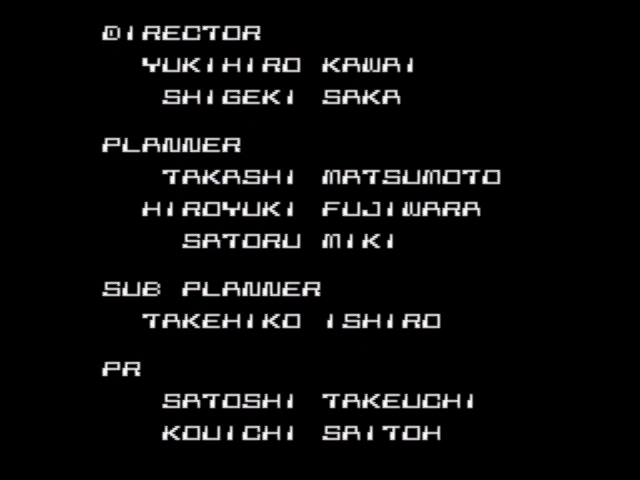 DIRECTOR
YUKIHIRO KAWAI
SHIGEKI SAKA
PLANNER
TAKASHI MATSUMOTO
HIROYUKI FUJIWARA
SATORU MIKI
SUB PLANNER
TAKEHIKO ISHIRO
PR
SATOSHI TAKEUCHI
KOUICHI SAITOH